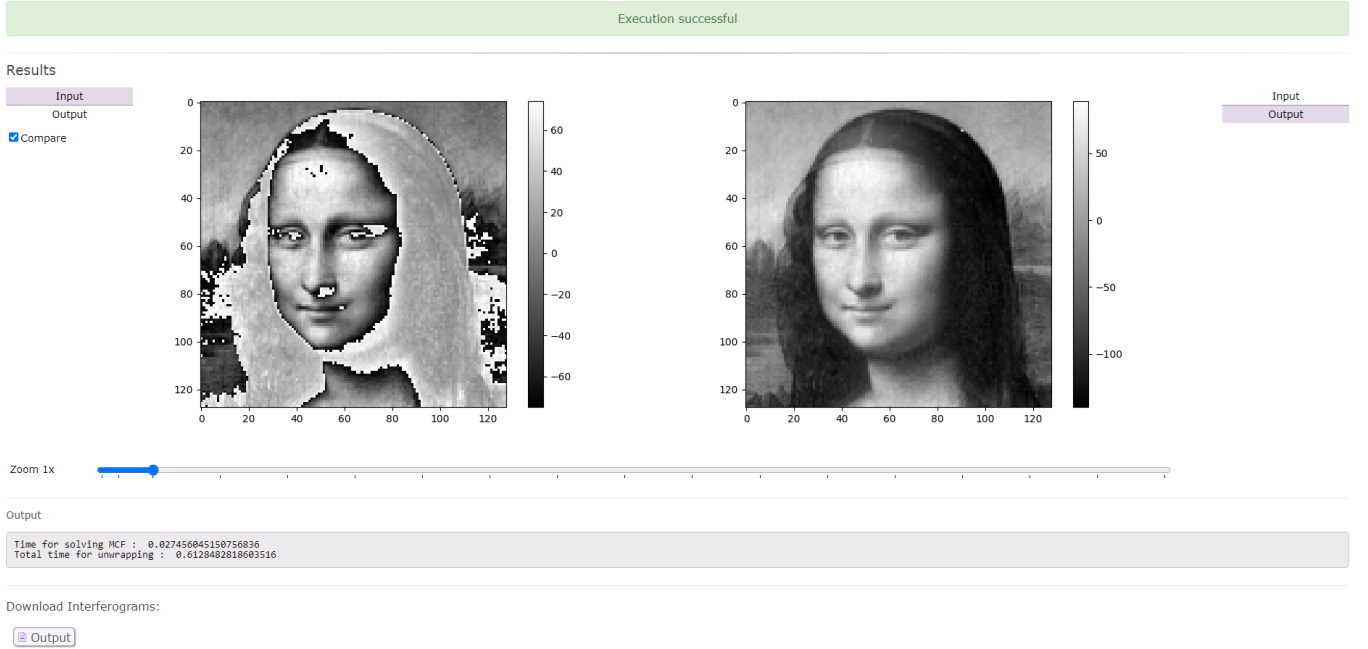 Execution successful
Results
Input
Output
Compare
0
20
40
60
80
100
120
0 20 40 60 80 100 120
60
40
20
0
−20
−40
−60
0
20
40
60
80
100
120
0 20 40 60 80 100 120
50
0
−50
−100
Input
Output
Zoom 1x
Output
Time for solving MCF :  0.027456045150756836
Total time for unwrapping :  0.6128482818603516
Download Interferograms:
Output